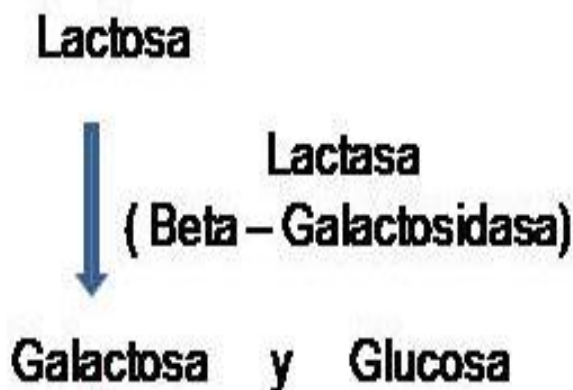 Lactosa
Lactasa
( Beta – Galactosidasa)
Galactosa y Glucosa